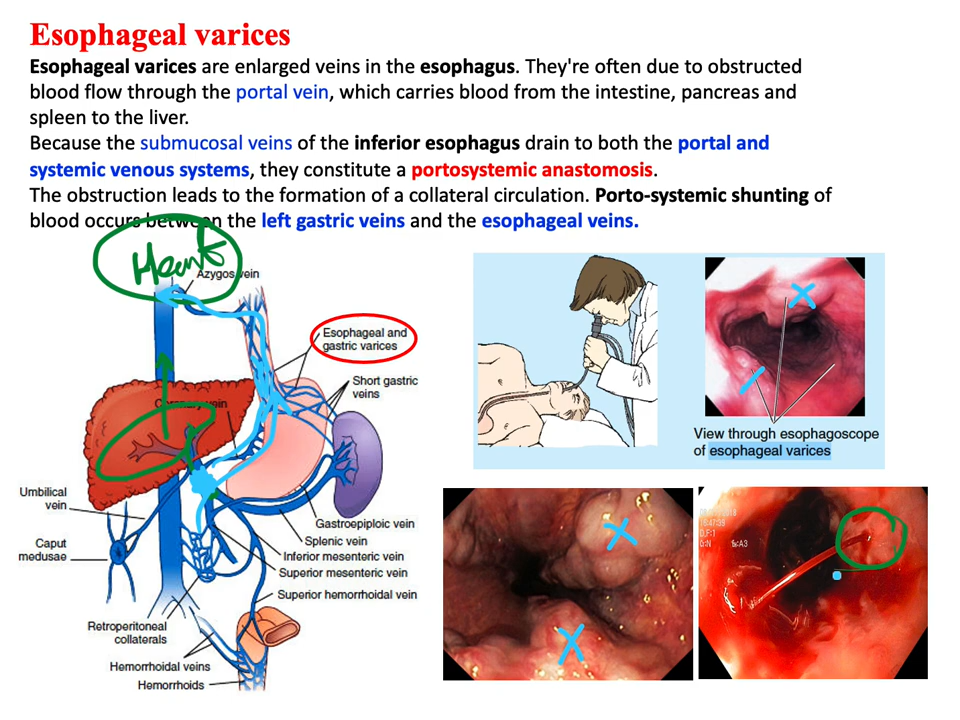 Esophageal varices
Esophageal varices are enlarged veins in the esophagus. They're often due to obstructed
blood flow through the portal vein, which carries blood from the intestine, pancreas and
spleen to the liver.
Because the submucosal veins of the inferior esophagus drain to both the portal and
systemic venous systems, they constitute a portosystemic anastomosis.
The obstruction leads to the formation of a collateral circulation. Porto-systemic shunting of
blood occurs between the left gastric veins and the esophageal veins.
Heart
Azygos vein
Esophageal and
gastric varices
Short gastric
veins
Coronary vein
View through esophagoscope
of esophageal varices
Umbilical
vein
Caput
medusae
Gastroepiploic vein
Splenic vein
Inferior mesenteric vein
Superior mesenteric vein
Superior hemorrhoidal vein
Retroperitoneal
collaterals
Hemorrhoidal veins
Hemorrhoids